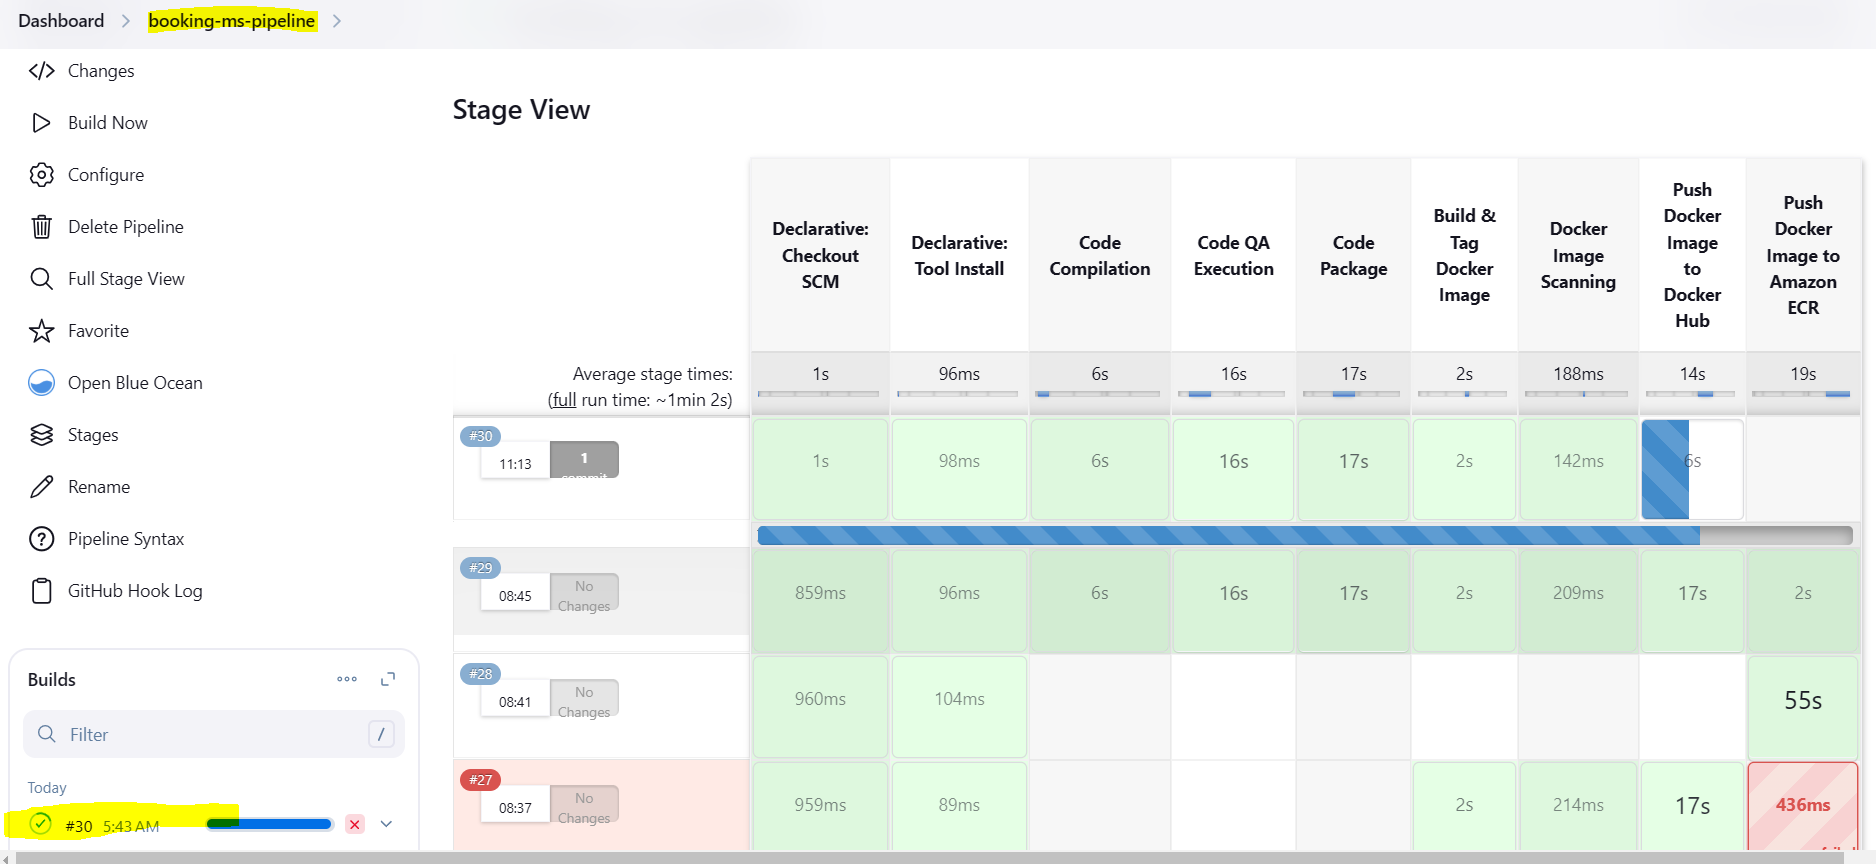 Dashboard > booking-ms-pipeline >
Changes
Build Now
Configure
Delete Pipeline
Full Stage View
Favorite
Open Blue Ocean
Stages
Rename
Pipeline Syntax
GitHub Hook Log
Builds
Filter
/
Today
#30 5:43 AM
Stage View
Declarative:
Checkout
SCM
Declarative:
Tool Install
Code
Compilation
Code QA
Execution
Code
Package
Build &
Tag
Docker
Image
Docker
Image
Scanning
Push
Docker
Image
to
Docker
Hub
Push
Docker
Image to
Amazon
ECR
Average stage times:
(full run time: ~1min 2s)
1s 96ms 6s 16s 17s 2s 188ms 14s 19s
#30
11:13
1
commit
1s 98ms 6s 16s 17s 2s 142ms 6s
#29
08:45
No
Changes
859ms 96ms 6s 16s 17s 2s 209ms 17s 2s
#28
08:41
No
Changes
960ms 104ms 55s
#27
08:37
No
Changes
959ms 89ms 2s 214ms 17s 436ms
failed